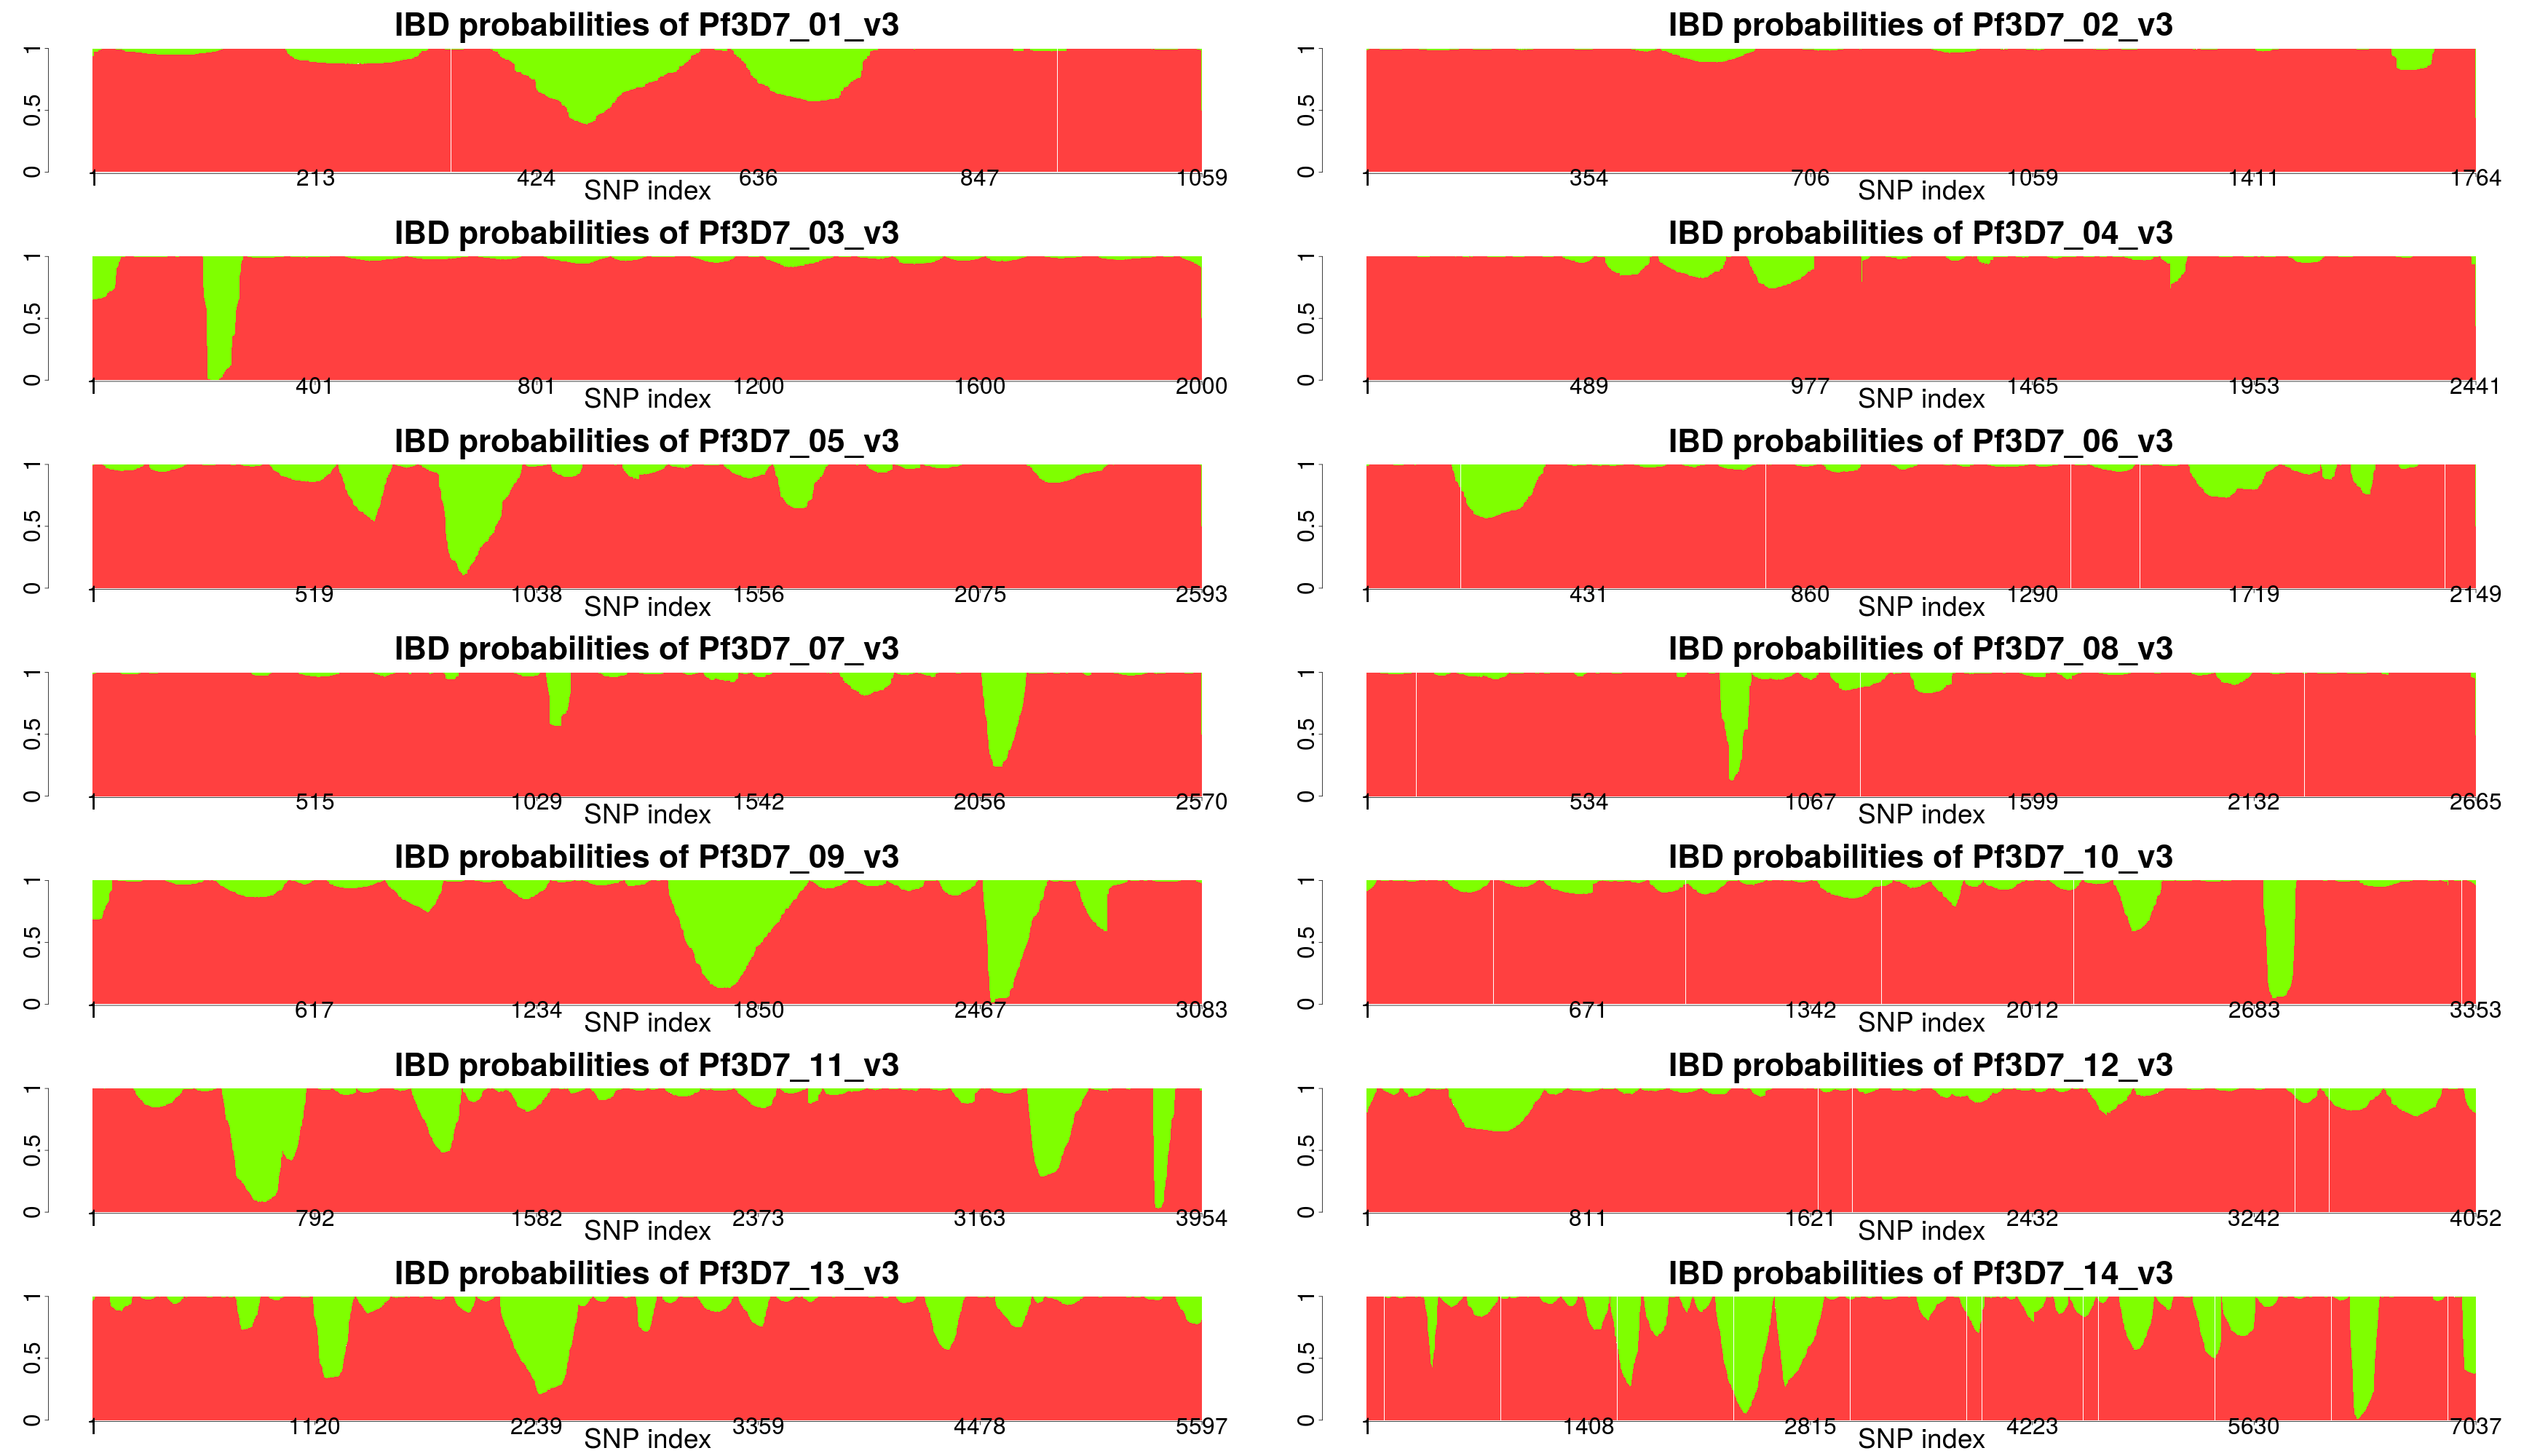 IBD probabilities of Pf3D7_01_v3
0 0.5 1
1 213 424 636 847 1059
SNP index
IBD probabilities of Pf3D7_02_v3
0 0.5 1
1 354 706 1059 1411 1764
SNP index
IBD probabilities of Pf3D7_03_v3
0 0.5 1
1 401 801 1200 1600 2000
SNP index
IBD probabilities of Pf3D7_04_v3
0 0.5 1
1 489 977 1465 1953 2441
SNP index
IBD probabilities of Pf3D7_05_v3
0 0.5 1
1 519 1038 1556 2075 2593
SNP index
IBD probabilities of Pf3D7_06_v3
0 0.5 1
1 431 860 1290 1719 2149
SNP index
IBD probabilities of Pf3D7_07_v3
0 0.5 1
1 515 1029 1542 2056 2570
SNP index
IBD probabilities of Pf3D7_08_v3
0 0.5 1
1 534 1067 1599 2132 2665
SNP index
IBD probabilities of Pf3D7_09_v3
0 0.5 1
1 617 1234 1850 2467 3083
SNP index
IBD probabilities of Pf3D7_10_v3
0 0.5 1
1 671 1342 2012 2683 3353
SNP index
IBD probabilities of Pf3D7_11_v3
0 0.5 1
1 792 1582 2373 3163 3954
SNP index
IBD probabilities of Pf3D7_12_v3
0 0.5 1
1 811 1621 2432 3242 4052
SNP index
IBD probabilities of Pf3D7_13_v3
0 0.5 1
1 1120 2239 3359 4478 5597
SNP index
IBD probabilities of Pf3D7_14_v3
0 0.5 1
1 1408 2815 4223 5630 7037
SNP index